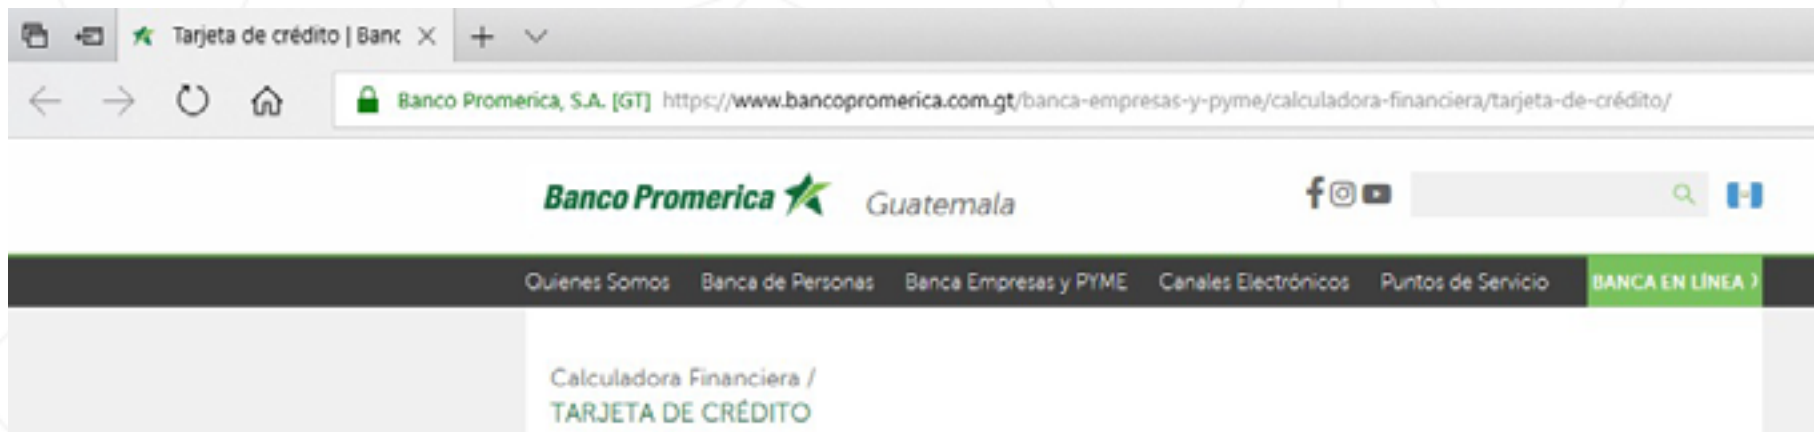 Tarjeta de crédito | Banc
Banco Promerica, S.A. [GT] https://www.bancopromerica.com.gt/banca-empresas-y-pyme/calculadora-financiera/tarjeta-de-crédito/
Banco Promerica Guatemala
Quienes Somos Banca de Personas Banca Empresas y PYME Canales Electrónicos Puntos de Servicio BANCA EN LÍNEA
Calculadora Financiera /
TARJETA DE CRÉDITO